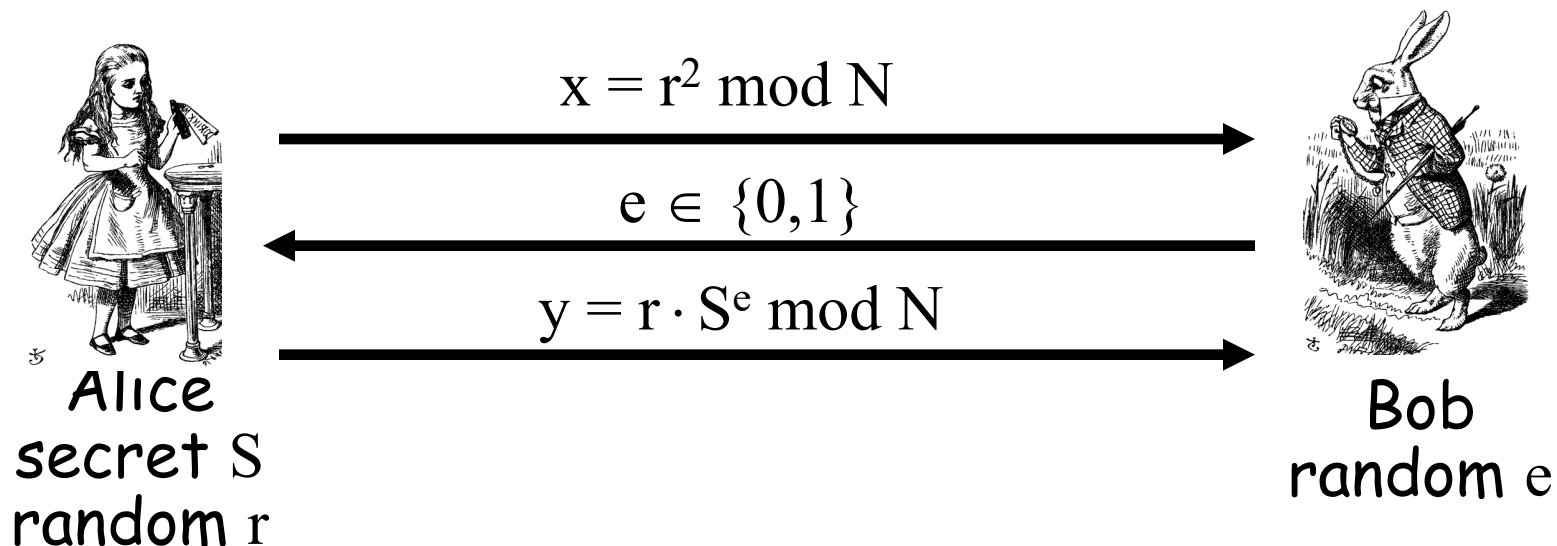 x = r² mod N
e ∈ {0,1}
y = r · Sᵉ mod N
Alice
secret S
random r
Bob
random e